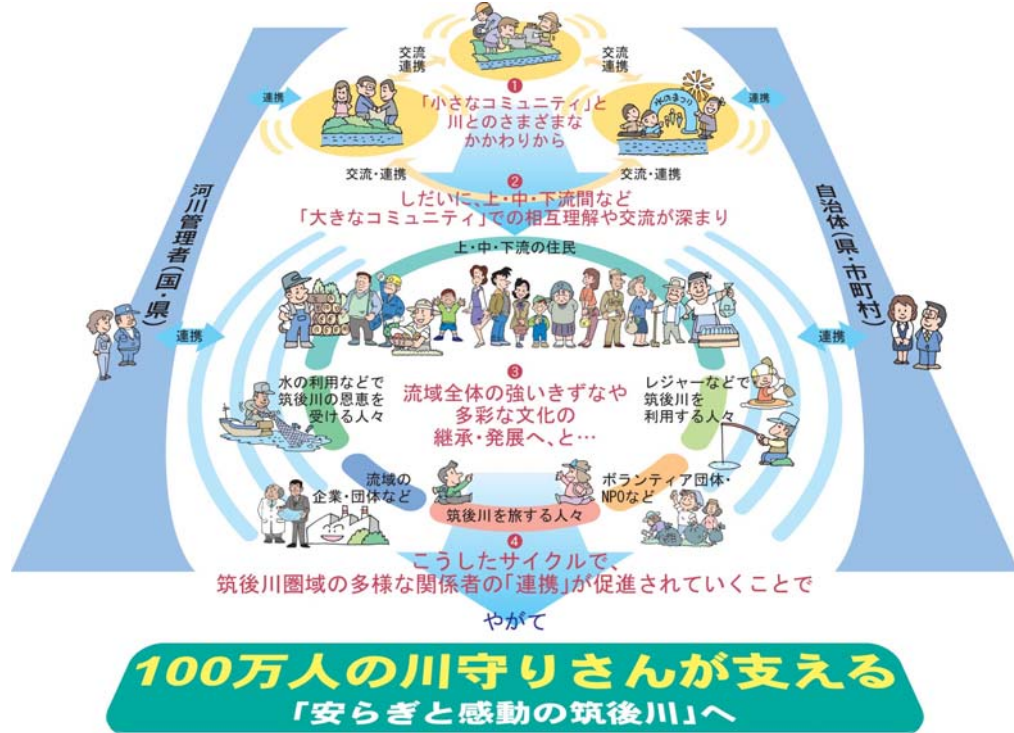 交流
連携
交流
連携
連携
連携
水のまつり
1
「小さなコミュニティ」と
川とのさまざまな
かかわりから
交流・連携
交流・連携
2
しだいに、上・中・下流間など
「大きなコミュニティ」での相互理解や交流が深まり
河川管理者(国・県)
自治体(県・市町村)
上・中・下流の住民
連携
連携
3
流域全体の強いきずなや
多彩な文化の
継承・発展へ、と…
水の利用などで
筑後川の恩恵を
受ける人々
レジャーなどで
筑後川を
利用する人々
流域の
企業・団体など
ボランティア団体・
NPOなど
筑後川を旅する人々
4
こうしたサイクルで、
筑後川圏域の多様な関係者の「連携」が促進されていくことで
やがて
100万人の川守りさんが支える
「安らぎと感動の筑後川」へ